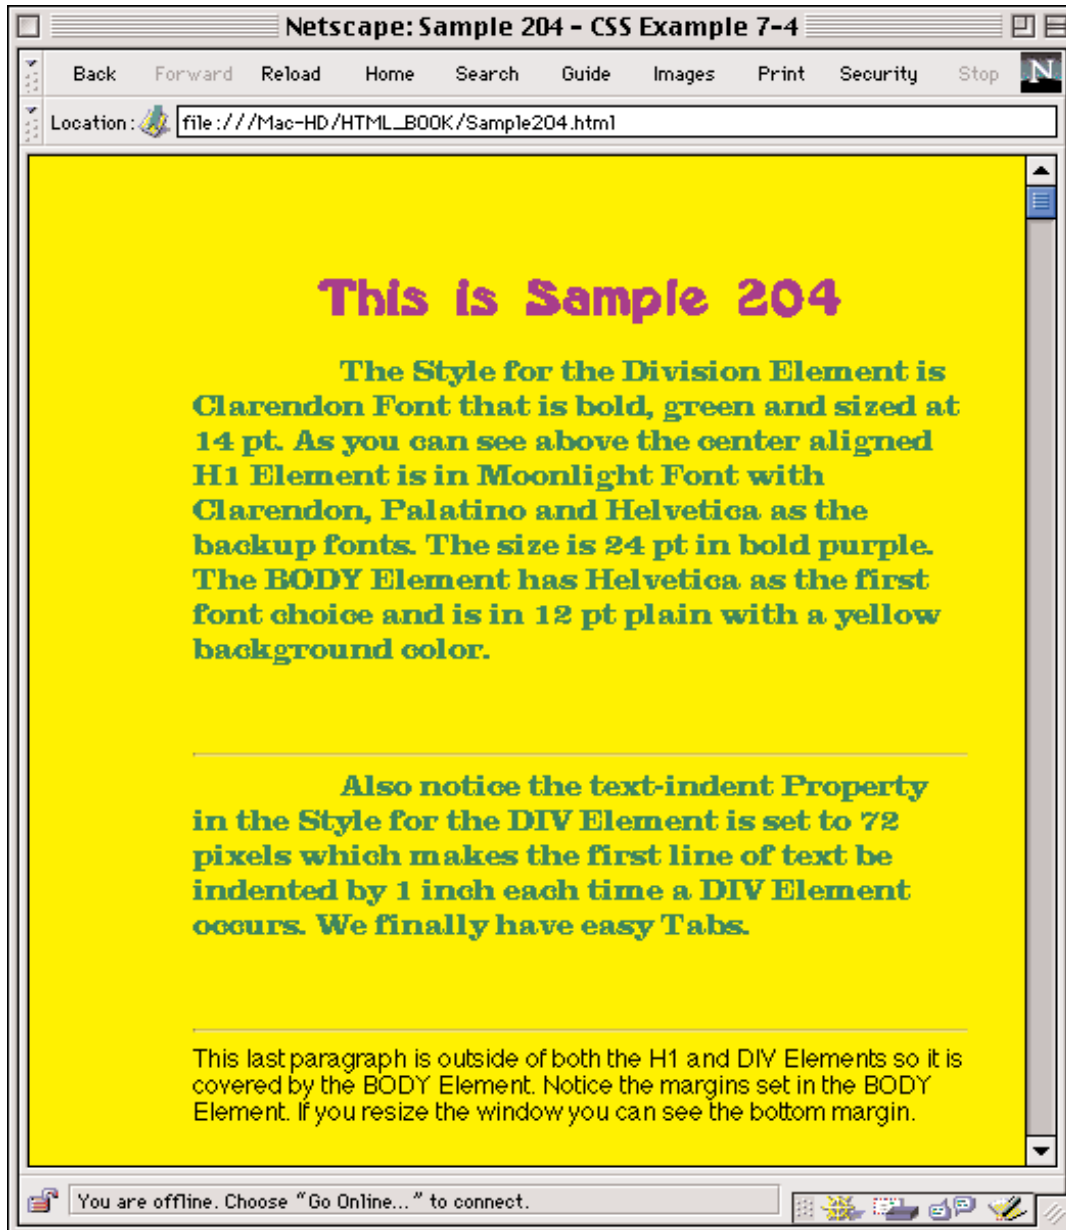 Netscape: Sample 204 - CSS Example 7-4
Back Forward Reload Home Search Guide Images Print Security Stop N
Location: file:///Mac-HD/HTML_BOOK/Sample204.html
This is Sample 204
The Style for the Division Element is
Clarendon Font that is bold, green and sized at
14 pt. As you can see above the center aligned
H1 Element is in Moonlight Font with
Clarendon, Palatino and Helvetica as the
backup fonts. The size is 24 pt in bold purple.
The BODY Element has Helvetica as the first
font choice and is in 12 pt plain with a yellow
background color.
Also notice the text-indent Property
in the Style for the DIV Element is set to 72
pixels which makes the first line of text be
indented by 1 inch each time a DIV Element
occurs. We finally have easy Tabs.
This last paragraph is outside of both the H1 and DIV Elements so it is
covered by the BODY Element. Notice the margins set in the BODY
Element. If you resize the window you can see the bottom margin.
You are offline. Choose “Go Online...” to connect.